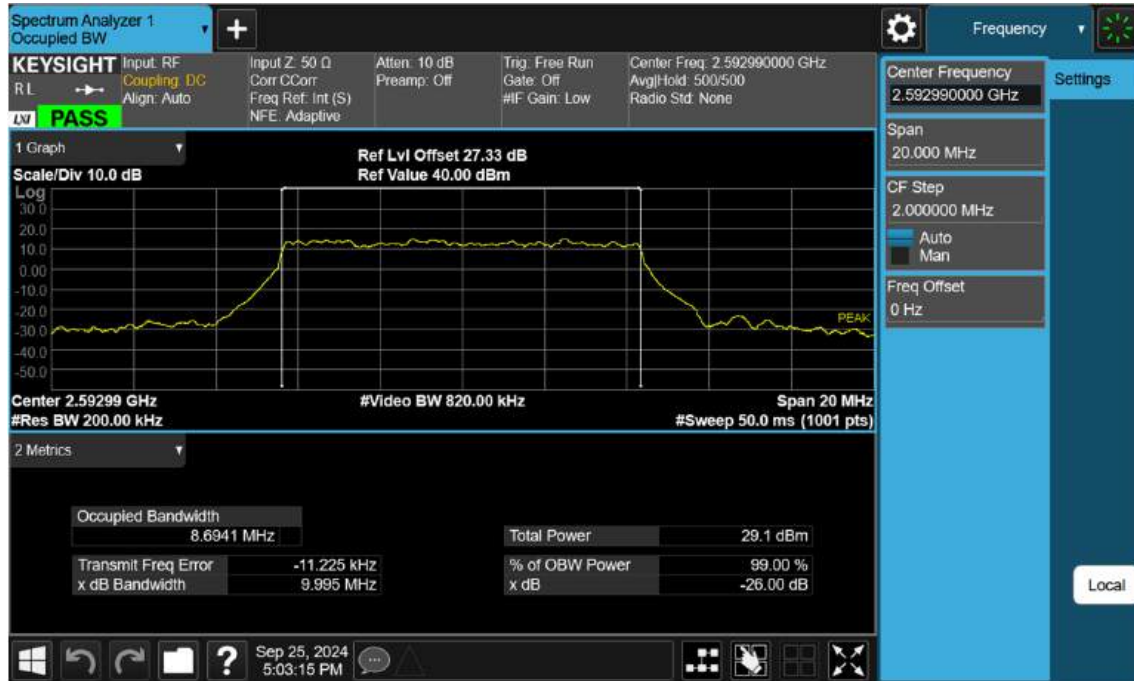 Spectrum Analyzer 1
Occupied BW
+
Frequency
KEYSIGHT
R L
LXI
PASS
Input: RF
Coupling: DC
Align: Auto
Input Z: 50 Ω
Corr CCorr
Freq Ref: Int (S)
NFE: Adaptive
Atten: 10 dB
Preamp: Off
Trig: Free Run
Gate: Off
#IF Gain: Low
Center Freq: 2.592990000 GHz
Avg|Hold: 500/500
Radio Std: None
Center Frequency
2.592990000 GHz
Settings
Span
20.000 MHz
CF Step
2.000000 MHz
Auto
Man
Freq Offset
0 Hz
Local
1 Graph
Scale/Div 10.0 dB
Ref Lvl Offset 27.33 dB
Ref Value 40.00 dBm
Log
30.0
20.0
10.0
0.00
-10.0
-20.0
-30.0
-40.0
-50.0
PEAK
Center 2.59299 GHz
#Video BW 820.00 kHz
Span 20 MHz
#Res BW 200.00 kHz
#Sweep 50.0 ms (1001 pts)
2 Metrics
Occupied Bandwidth
8.6941 MHz
Total Power 29.1 dBm
Transmit Freq Error -11.225 kHz
% of OBW Power 99.00 %
x dB Bandwidth 9.995 MHz
x dB -26.00 dB
?
Sep 25, 2024
5:03:15 PM